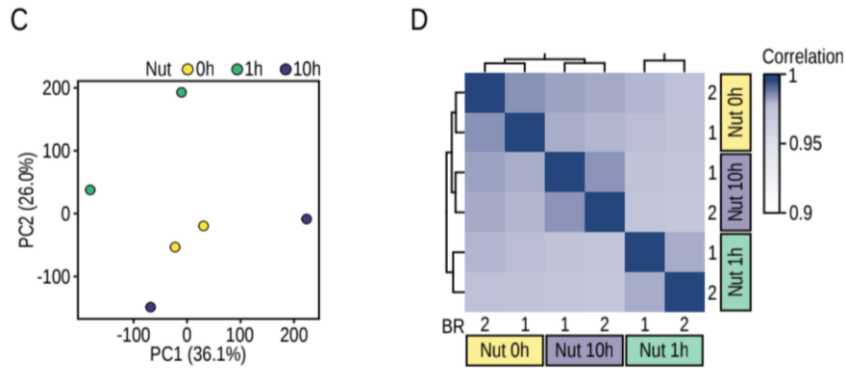 C
Nut 0h 1h 10h
200
100
0
-100
PC2 (26.0%)
-100 0 100 200
PC1 (36.1%)
D
Correlation
1
0.95
0.9
2
1
1
2
1
2
Nut 0h
Nut 10h
Nut 1h
BR 2 1 1 2 1 2
Nut 0h Nut 10h Nut 1h